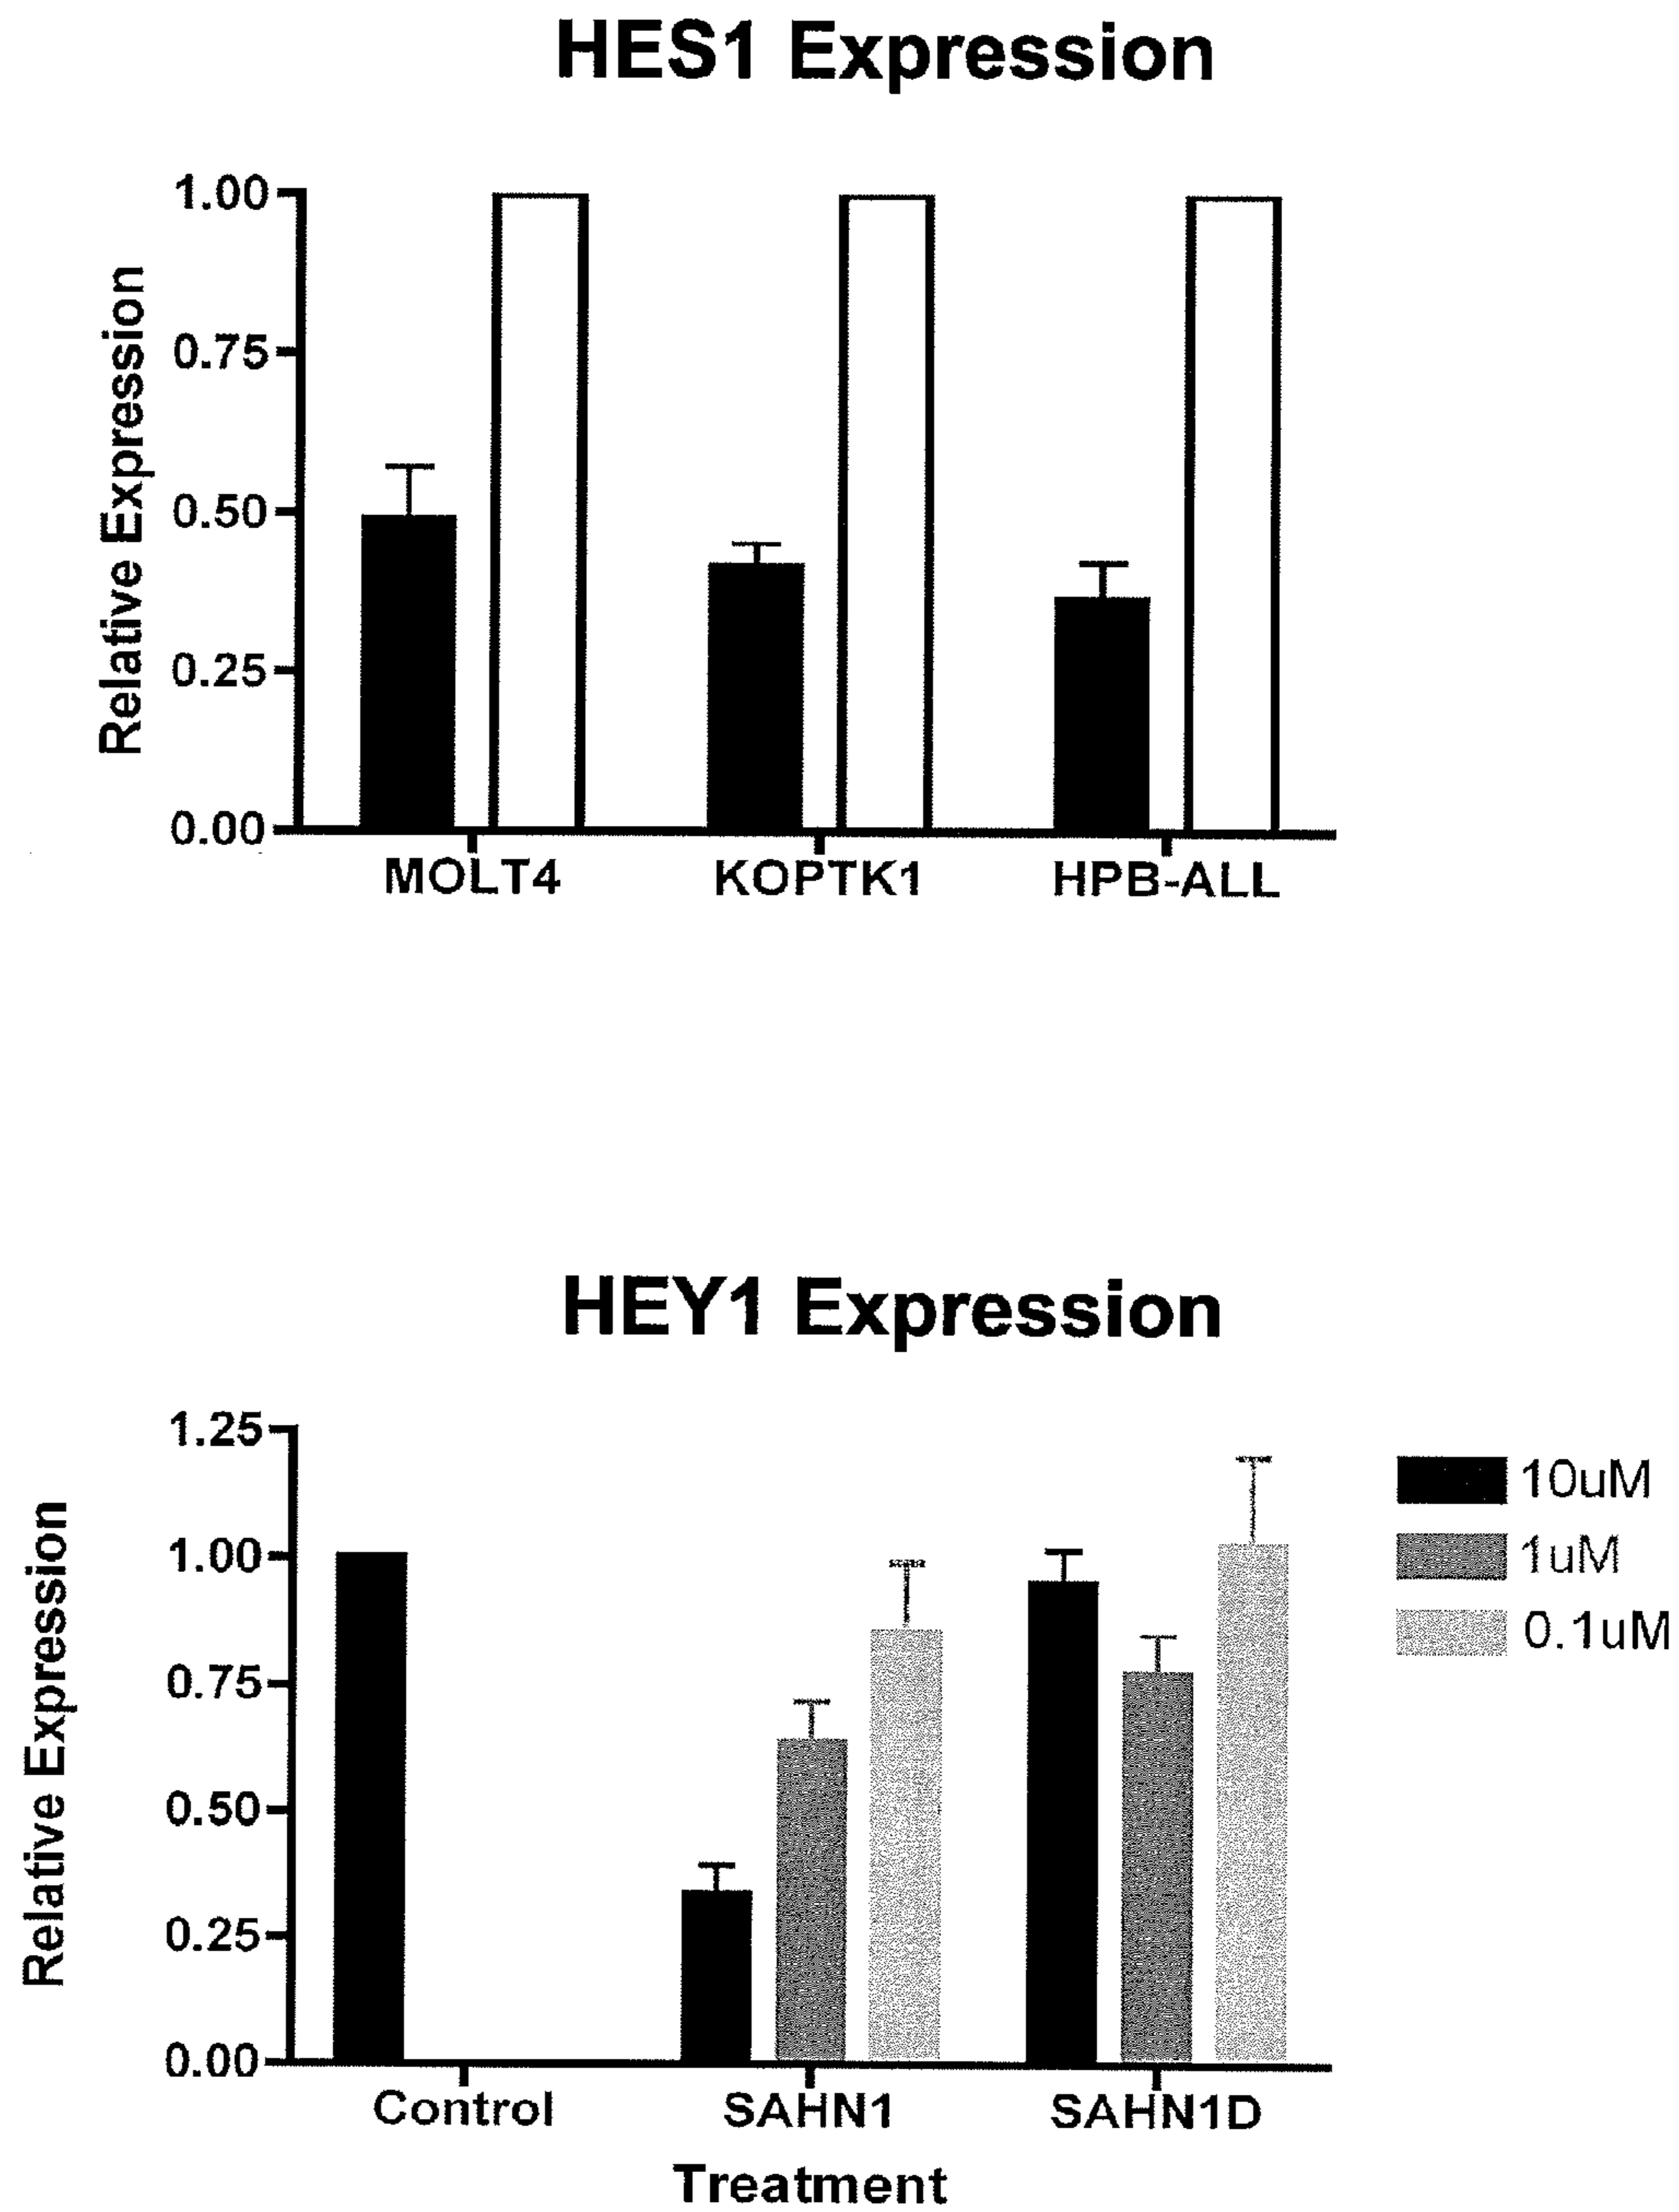 HES1 Expression
Relative Expression
1.00
0.75
0.50
0.25
0.00
MOLT4 KOPTK1 HPB-ALL
HEY1 Expression
Relative Expression
1.25
1.00
0.75
0.50
0.25
0.00
10uM
1uM
0.1uM
Control SAHN1 SAHN1D
Treatment